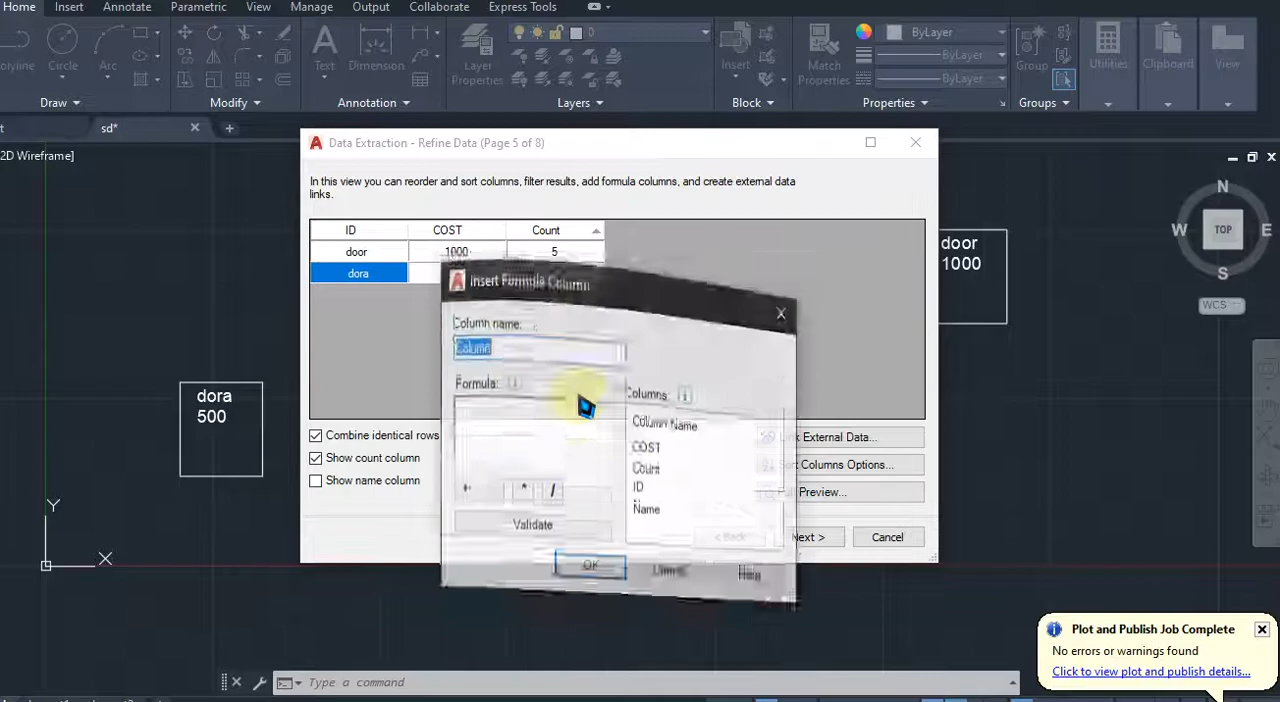 Home Insert Annotate Parametric View Manage Output Collaborate Express Tools
olyline Circle Arc
Text Dimension
Layer Properties
0
Insert
Match Properties
ByLayer
ByLayer
ByLayer
Group
Utilities Clipboard View
Draw Modify Annotation Layers Block Properties Groups
t sd*
2D Wireframe]
Data Extraction - Refine Data (Page 5 of 8)
In this view you can reorder and sort columns, filter results, add formula columns, and create external data
links.
ID COST Count
door 1000 5
dora
Insert Formula Column
Column name:
Column
Formula:
Columns:
Column Name
COST
Count
ID
Name
+ * /
Validate
OK
Help
Combine identical rows
Show count column
Show name column
Link External Data...
Sort Columns Options...
Full Preview...
< Back Next > Cancel
dora
500
door
1000
N
W TOP E
S
WCS
Y
X
Plot and Publish Job Complete
No errors or warnings found
Click to view plot and publish details...
Type a command